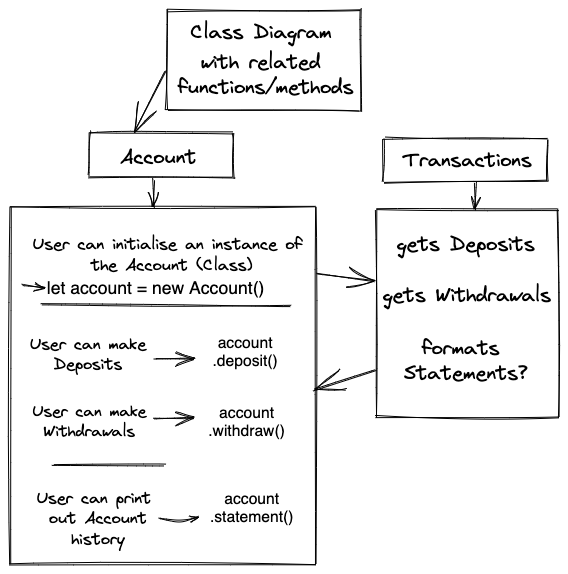 Class Diagram
with related
functions/methods
Account
Transactions
User can initialise an instance of
the Account (Class)
let account = new Account()
User can make
Deposits
account
.deposit()
User can make
Withdrawals
account
.withdraw()
User can print
out Account
history
account
.statement()
gets Deposits
gets Withdrawals
formats
Statements?